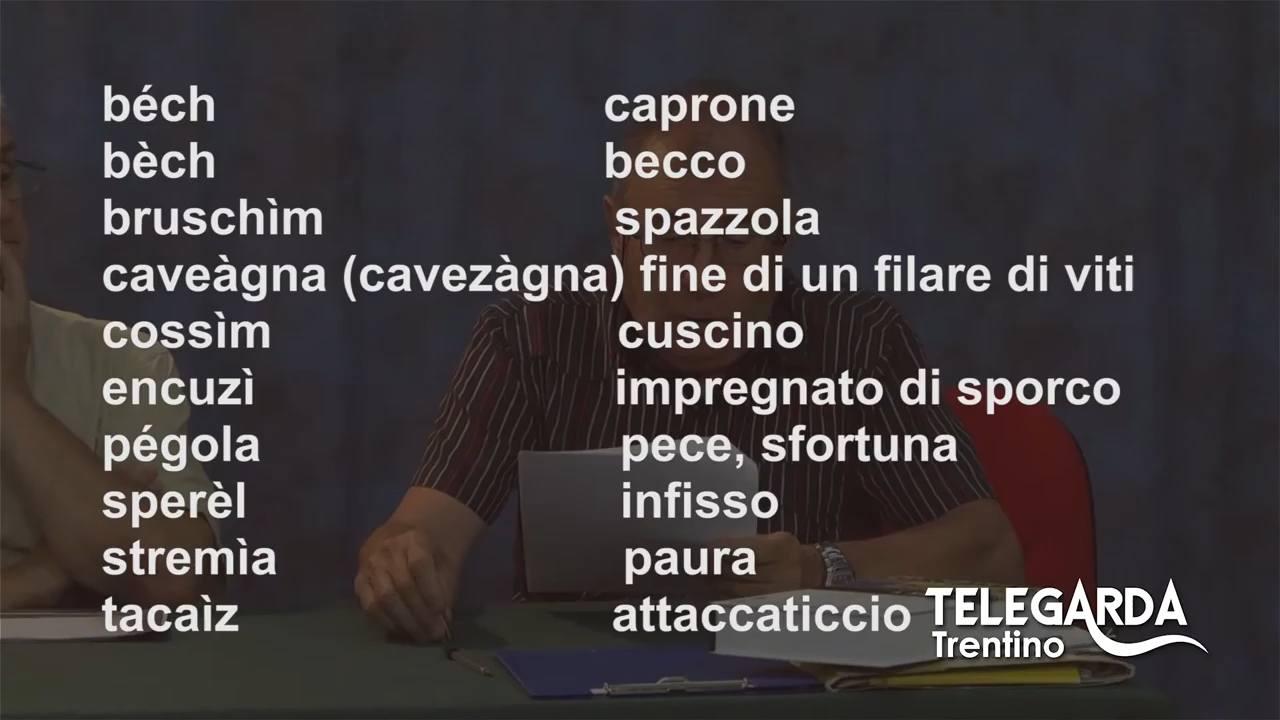 béch caprone
bèch becco
bruschìm spazzola
caveàgna (cavezàgna) fine di un filare di viti
cossìm cuscino
encuzì impregnato di sporco
pégola pece, sfortuna
sperèl infisso
stremìa paura
tacaìz attaccaticcio
TELEGARDA
Trentino